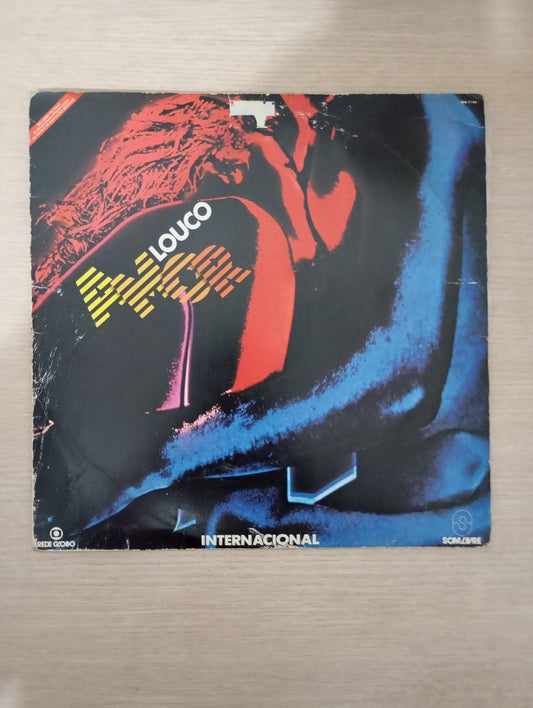 LOUCO
AMOR
REDE GLOBO
INTERNACIONAL
SOM LIVRE